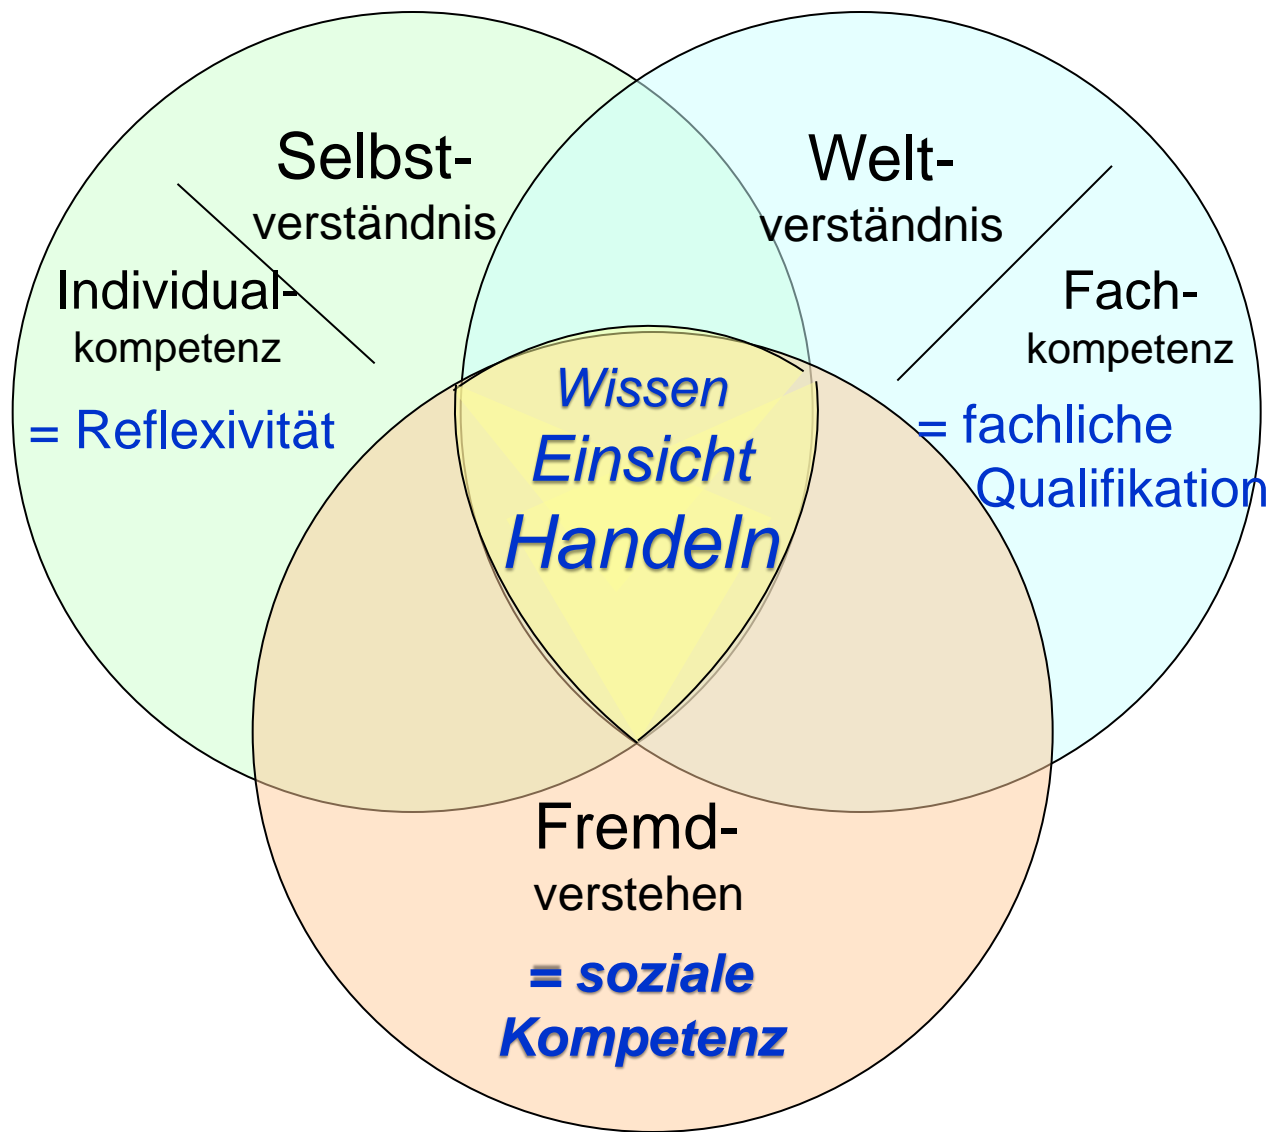 Selbst-
verständnis
Individual-
kompetenz
= Reflexivität
Welt-
verständnis
Fach-
kompetenz
= fachliche
Qualifikation
Wissen
Einsicht
Handeln
Fremd-
verstehen
= soziale
Kompetenz